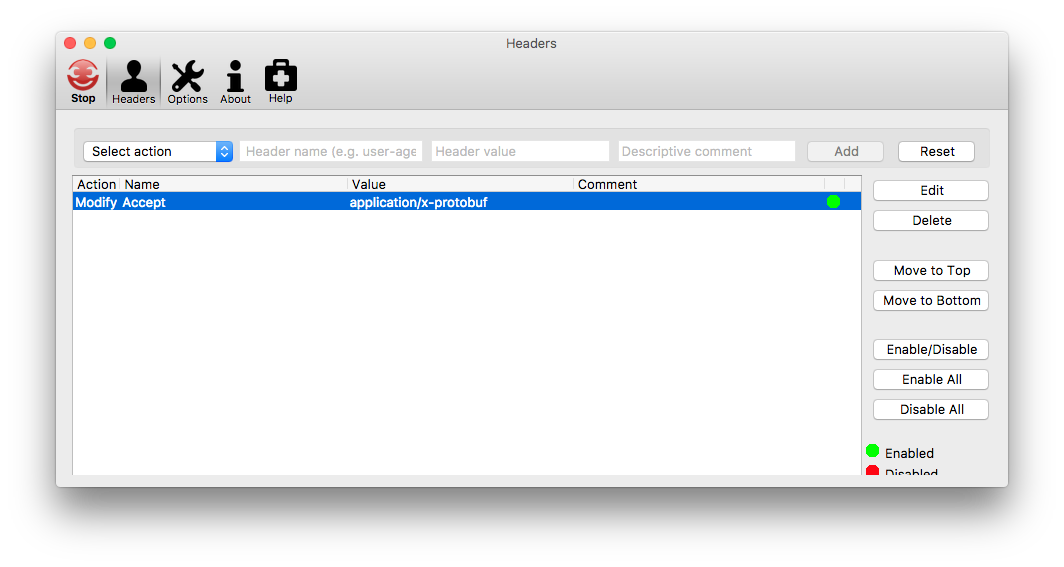 Headers
Stop Headers Options About Help
Select action Header name (e.g. user-age Header value Descriptive comment Add Reset
Action Name Value Comment
Modify Accept application/x-protobuf
Edit
Delete
Move to Top
Move to Bottom
Enable/Disable
Enable All
Disable All
Enabled
Disabled